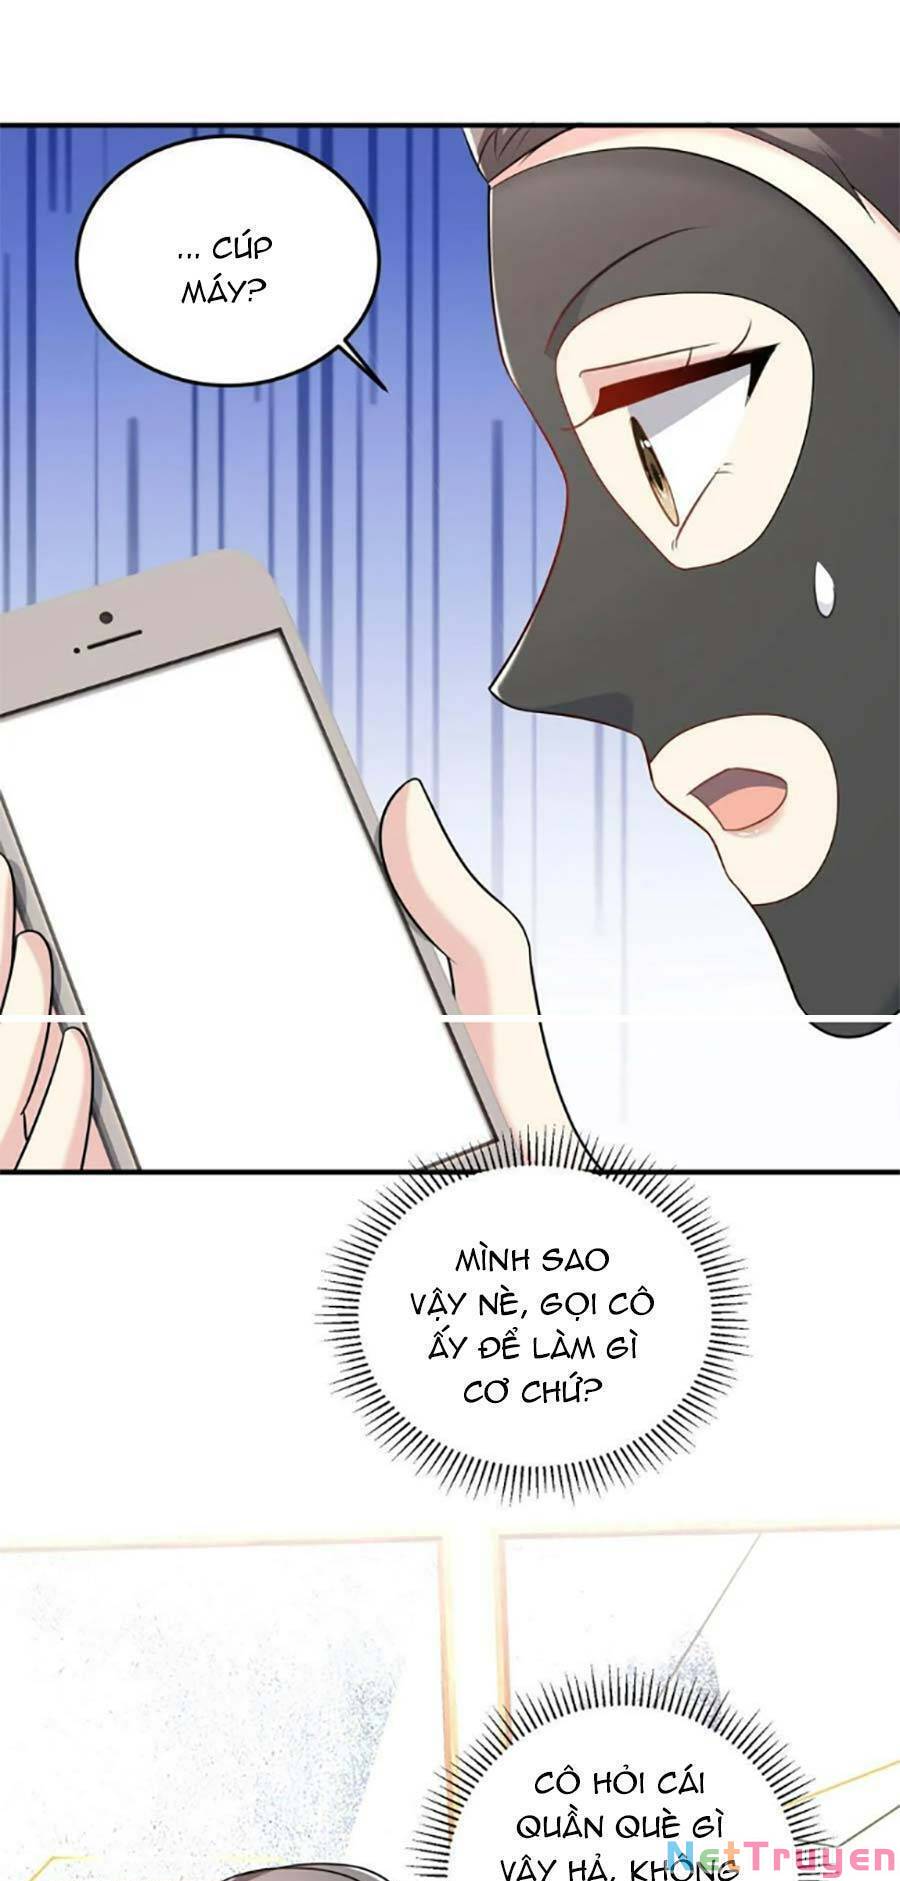 ... CÚP
MÁY?
MÌNH SAO
VẬY NÈ, GỌI CÔ
ẤY ĐỂ LÀM GÌ
CƠ CHỨ?
CÔ HỎI CÁI
QUẦN QUÈ GÌ
VẬY HẢ, KHÔNG
NetTruyen